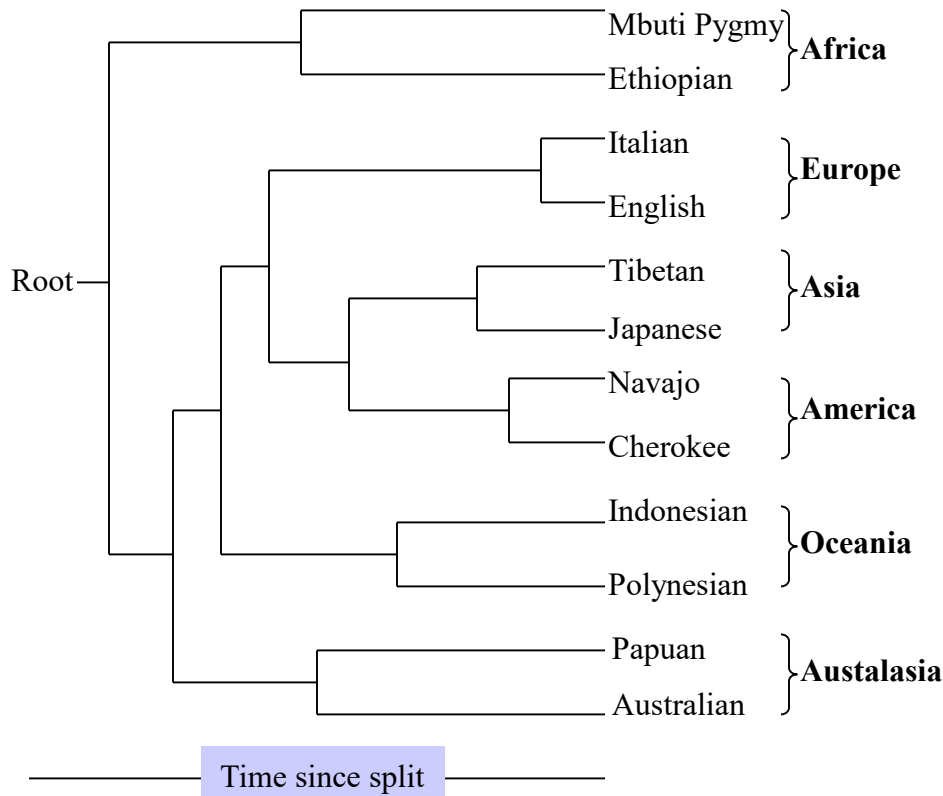 Mbuti Pygmy
Africa
Ethiopian
Italian
Europe
English
Root
Tibetan
Asia
Japanese
Navajo
America
Cherokee
Indonesian
Oceania
Polynesian
Papuan
Austalasia
Australian
Time since split